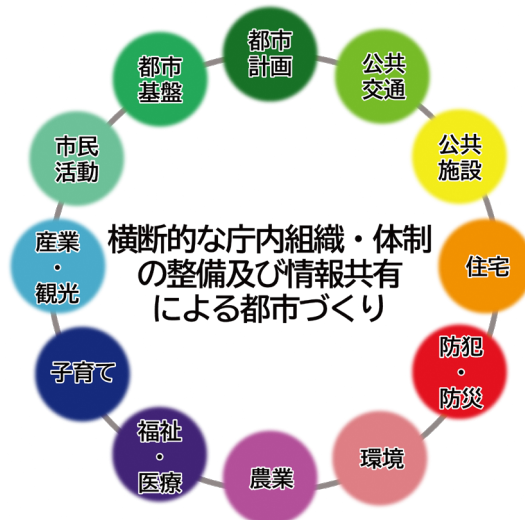 都市
計画
公共
交通
公共
施設
住宅
防犯
・
防災
環境
農業
福祉
・
医療
子育て
産業
・
観光
市民
活動
都市
基盤
横断的な庁内組織・体制
の整備及び情報共有
による都市づくり